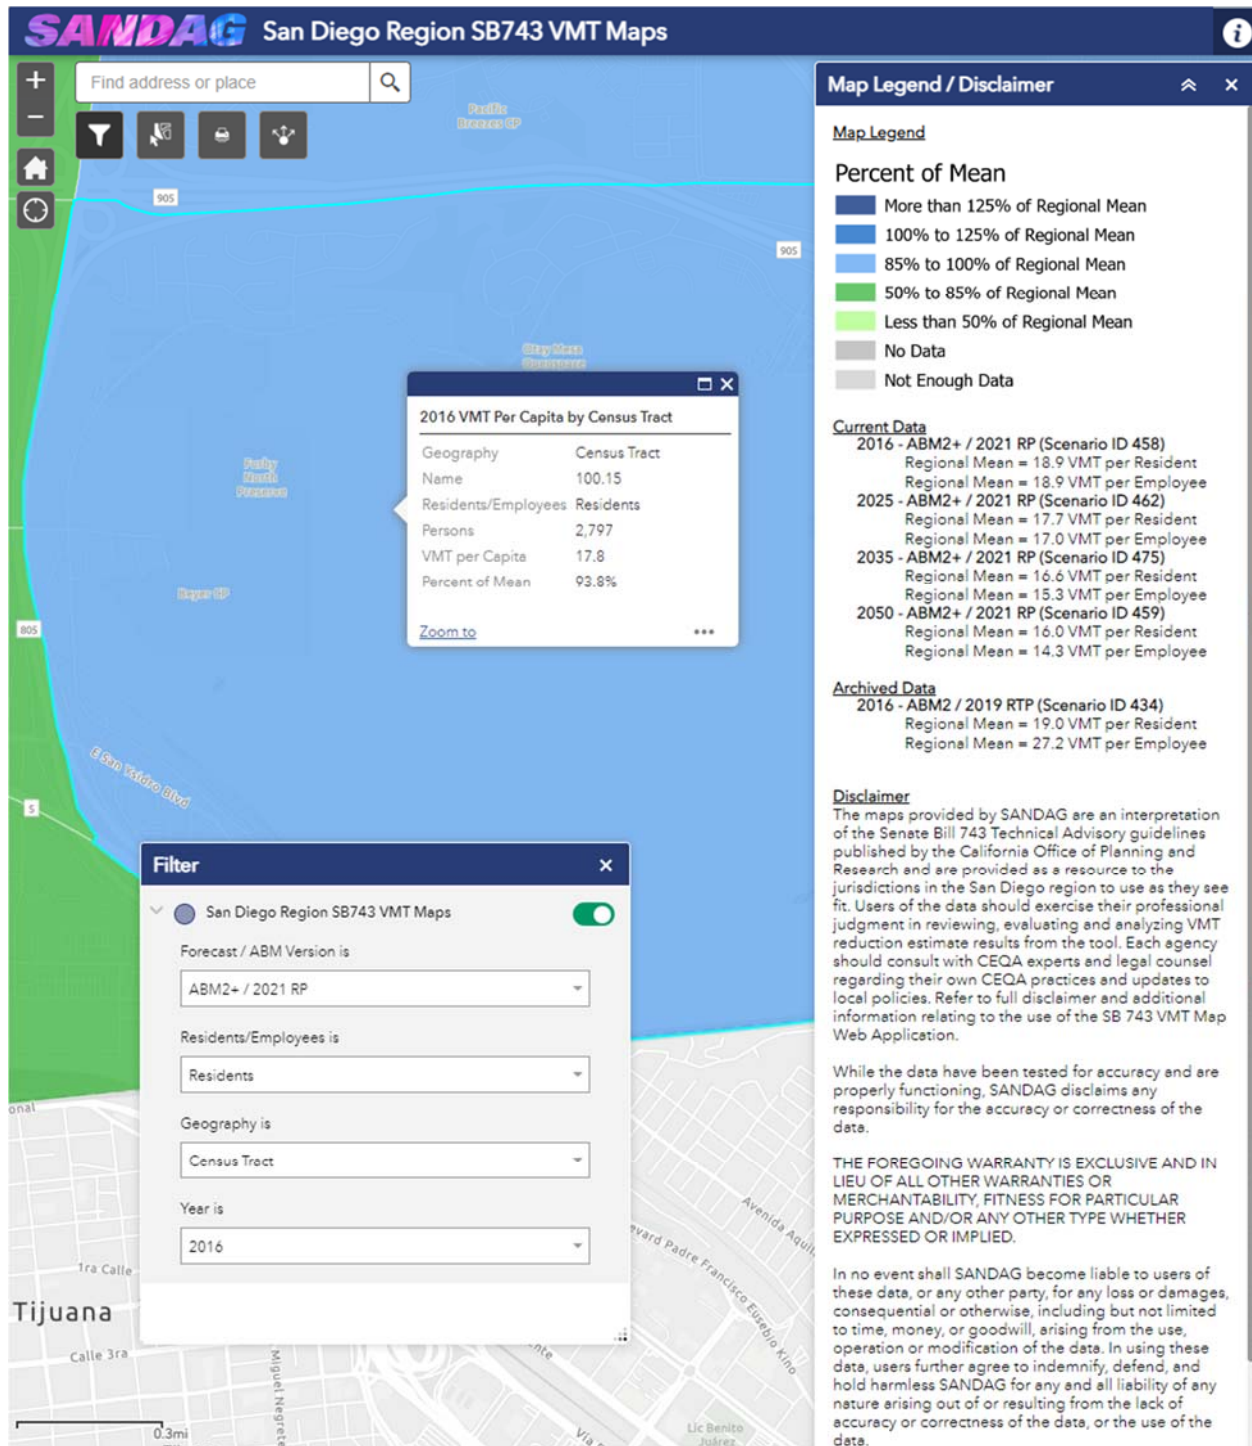 SANDAG San Diego Region SB743 VMT Maps
Find address or place
Pacific
Breezes CP
905
905
Otay Mesa
Openspace
Furby
North
Preserve
Beyer CP
805
E San Ysidro Blvd
5
2016 VMT Per Capita by Census Tract
Geography Census Tract
Name 100.15
Residents/Employees Residents
Persons 2,797
VMT per Capita 17.8
Percent of Mean 93.8%
Zoom to
Filter
San Diego Region SB743 VMT Maps
Forecast / ABM Version is
ABM2+ / 2021 RP
Residents/Employees is
Residents
Geography is
Census Tract
Year is
2016
onal
1ra Calle
Tijuana
Calle 3ra
Miguel Negrete
Avenida Aquil
evard Padre Francisco Eusebio Kino
Lic Benito
Juárez
0.3mi
Map Legend / Disclaimer
Map Legend
Percent of Mean
More than 125% of Regional Mean
100% to 125% of Regional Mean
85% to 100% of Regional Mean
50% to 85% of Regional Mean
Less than 50% of Regional Mean
No Data
Not Enough Data
Current Data
2016 - ABM2+ / 2021 RP (Scenario ID 458)
Regional Mean = 18.9 VMT per Resident
Regional Mean = 18.9 VMT per Employee
2025 - ABM2+ / 2021 RP (Scenario ID 462)
Regional Mean = 17.7 VMT per Resident
Regional Mean = 17.0 VMT per Employee
2035 - ABM2+ / 2021 RP (Scenario ID 475)
Regional Mean = 16.6 VMT per Resident
Regional Mean = 15.3 VMT per Employee
2050 - ABM2+ / 2021 RP (Scenario ID 459)
Regional Mean = 16.0 VMT per Resident
Regional Mean = 14.3 VMT per Employee
Archived Data
2016 - ABM2 / 2019 RTP (Scenario ID 434)
Regional Mean = 19.0 VMT per Resident
Regional Mean = 27.2 VMT per Employee
Disclaimer
The maps provided by SANDAG are an interpretation
of the Senate Bill 743 Technical Advisory guidelines
published by the California Office of Planning and
Research and are provided as a resource to the
jurisdictions in the San Diego region to use as they see
fit. Users of the data should exercise their professional
judgment in reviewing, evaluating and analyzing VMT
reduction estimate results from the tool. Each agency
should consult with CEQA experts and legal counsel
regarding their own CEQA practices and updates to
local policies. Refer to full disclaimer and additional
information relating to the use of the SB 743 VMT Map
Web Application.
While the data have been tested for accuracy and are
properly functioning, SANDAG disclaims any
responsibility for the accuracy or correctness of the
data.
THE FOREGOING WARRANTY IS EXCLUSIVE AND IN
LIEU OF ALL OTHER WARRANTIES OR
MERCHANTABILITY, FITNESS FOR PARTICULAR
PURPOSE AND/OR ANY OTHER TYPE WHETHER
EXPRESSED OR IMPLIED.
In no event shall SANDAG become liable to users of
these data, or any other party, for any loss or damages,
consequential or otherwise, including but not limited
to time, money, or goodwill, arising from the use,
operation or modification of the data. In using these
data, users further agree to indemnify, defend, and
hold harmless SANDAG for any and all liability of any
nature arising out of or resulting from the lack of
accuracy or correctness of the data, or the use of the
data.